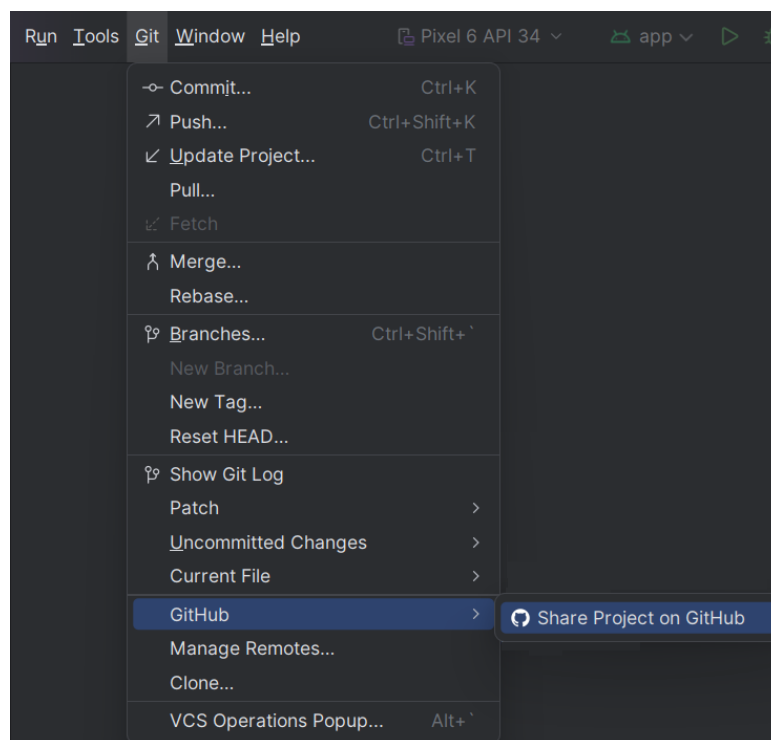 Run Tools Git Window Help Pixel 6 API 34 app
Commit... Ctrl+K
Push... Ctrl+Shift+K
Update Project... Ctrl+T
Pull...
Fetch
Merge...
Rebase...
Branches... Ctrl+Shift+`
New Branch...
New Tag...
Reset HEAD...
Show Git Log
Patch
Uncommitted Changes
Current File
GitHub
Share Project on GitHub
Manage Remotes...
Clone...
VCS Operations Popup... Alt+`